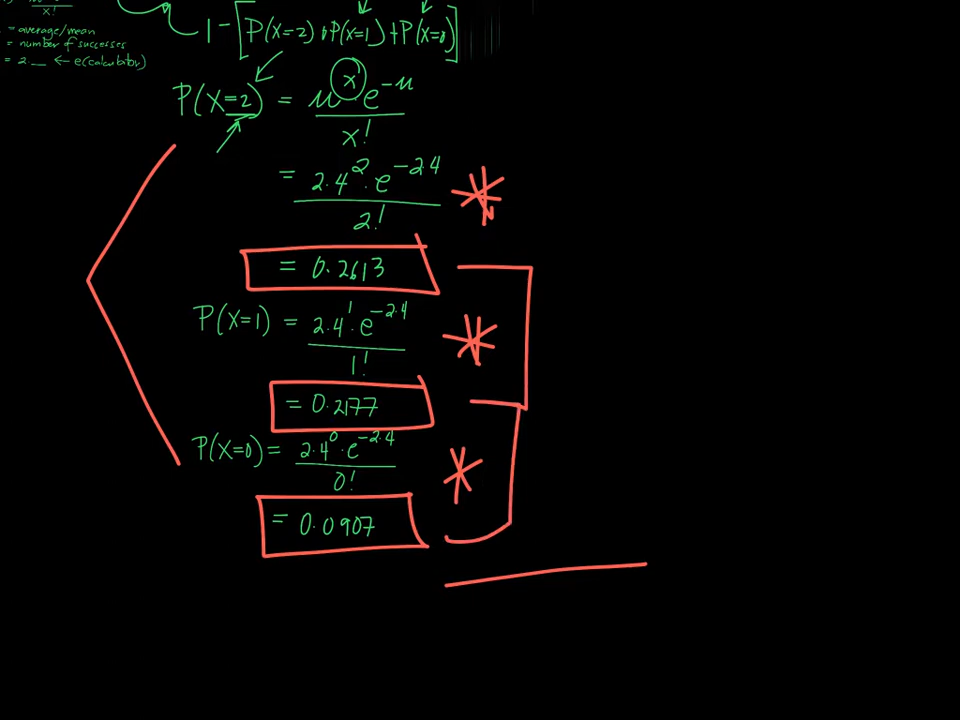 x!
= average/mean
= number of successes
= 2.__ ← e(calculator)
1 - [P(X=2) + P(X=1) + P(X=0)]
P(X=2) = μ^x e^-μ
x!
= 2.4^2 · e^-2.4
2!
= 0.2613
P(X=1) = 2.4^1 · e^-2.4
1!
= 0.2177
P(X=0) = 2.4^0 · e^-2.4
0!
= 0.0907